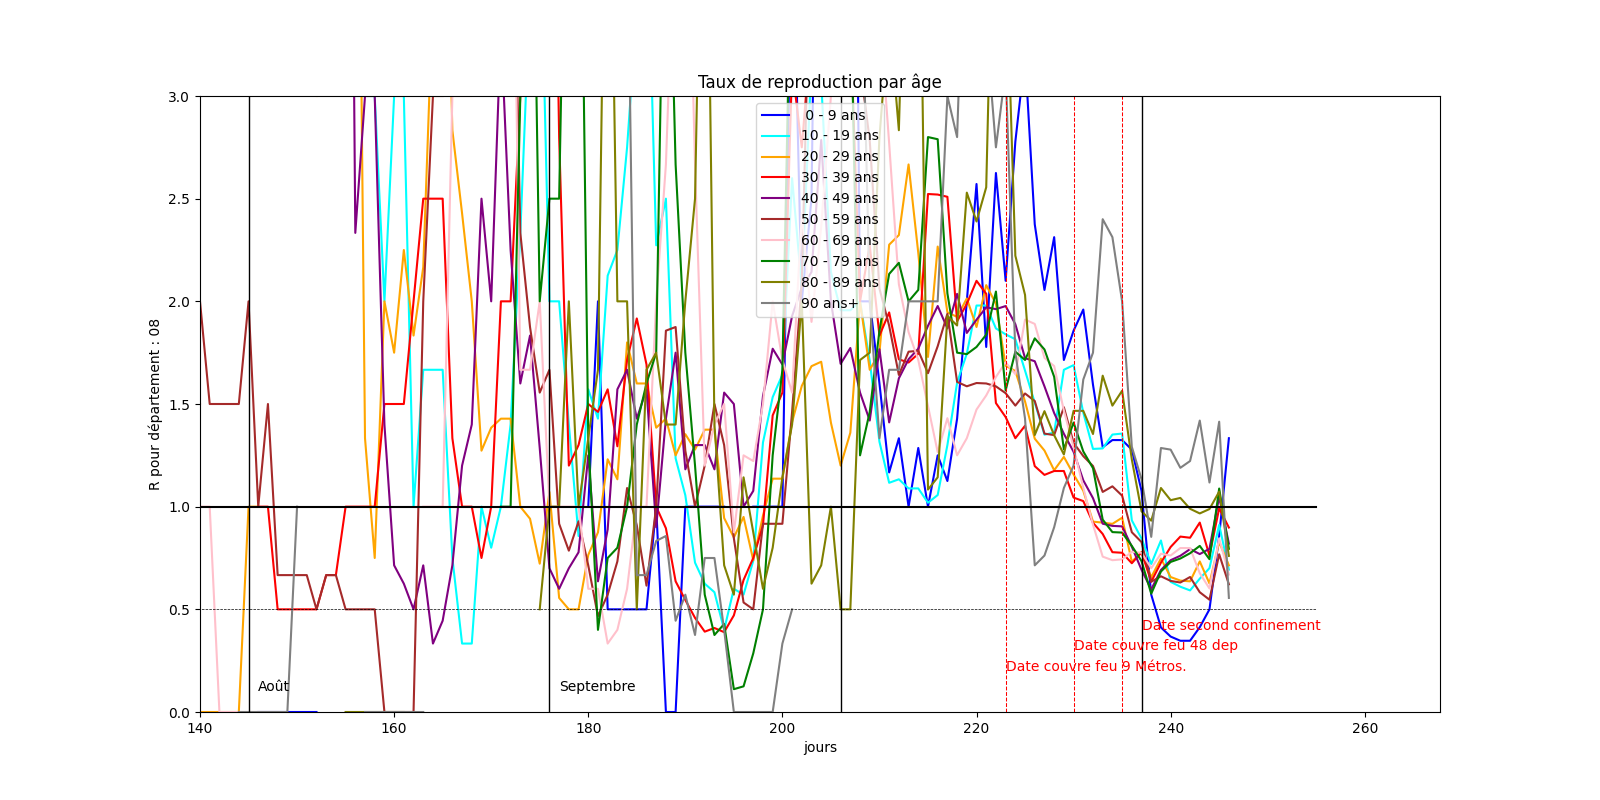 Taux de reproduction par âge
R pour département : 08
3.0
2.5
2.0
1.5
1.0
0.5
0.0
0 - 9 ans
10 - 19 ans
20 - 29 ans
30 - 39 ans
40 - 49 ans
50 - 59 ans
60 - 69 ans
70 - 79 ans
80 - 89 ans
90 ans+
Date second confinement
Date couvre feu 48 dep
Date couvre feu 9 Métros.
Août
Septembre
140 160 180 200 220 240 260
jours